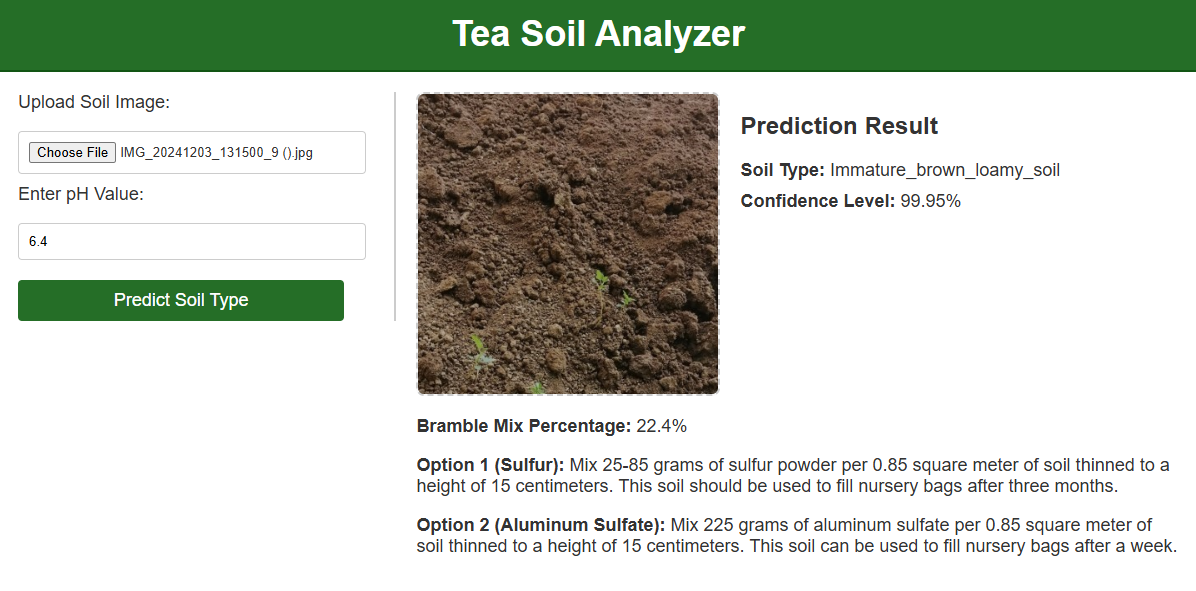 Tea Soil Analyzer
Upload Soil Image:
Choose File IMG_20241203_131500_9 ().jpg
Enter pH Value:
6.4
Predict Soil Type
Prediction Result
Soil Type: Immature_brown_loamy_soil
Confidence Level: 99.95%
Bramble Mix Percentage: 22.4%
Option 1 (Sulfur): Mix 25-85 grams of sulfur powder per 0.85 square meter of soil thinned to a
height of 15 centimeters. This soil should be used to fill nursery bags after three months.
Option 2 (Aluminum Sulfate): Mix 225 grams of aluminum sulfate per 0.85 square meter of
soil thinned to a height of 15 centimeters. This soil can be used to fill nursery bags after a week.